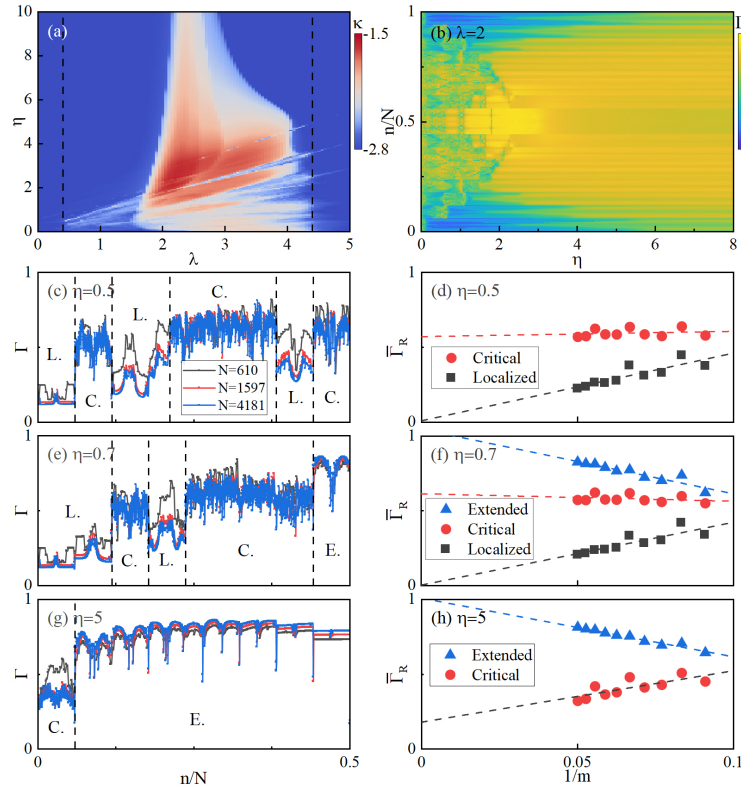 (a)
κ
-1.5
-2.8
10
8
6
4
2
0
η
0 1 2 3 4 5
λ
(b) λ=2
1
0.5
0
n/N
0 2 4 6 8
η
(c) η=0.5
1
0
Γ
L.
C.
L.
C.
L.
C.
N=610
N=1597
N=4181
(d) η=0.5
1
0
Γ̅R
Critical
Localized
(e) η=0.7
1
0
Γ
L.
C.
L.
C.
E.
(f) η=0.7
1
0
Γ̅R
Extended
Critical
Localized
(g) η=5
1
0
Γ
C.
E.
0 0.5
n/N
(h) η=5
1
0
Γ̅R
Extended
Critical
0 0.05 0.1
1/m